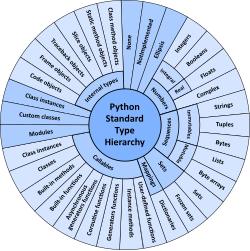 Python
Standard
Type
Hierarchy
None
NotImplemented
Ellipsis
Numbers
Integral
Integers
Booleans
Real
Floats
Complex
Sequences
Immutable
Strings
Tuples
Bytes
Mutable
Lists
Byte arrays
Sets
Sets
Frozen sets
Mappings
Dictionaries
Callables
User-defined functions
Instance methods
Generators functions
Coroutine functions
Asynchronous
generators functions
Built-in functions
Built-in methods
Classes
Class instances
Modules
Custom classes
Class instances
Internal types
Code objects
Frame objects
Traceback objects
Slice objects
Static method objects
Class method objects